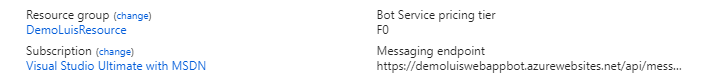 Resource group (change)
DemoLuisResource
Subscription (change)
Visual Studio Ultimate with MSDN
Bot Service pricing tier
F0
Messaging endpoint
https://demoluiswebappbot.azurewebsites.net/api/mess...